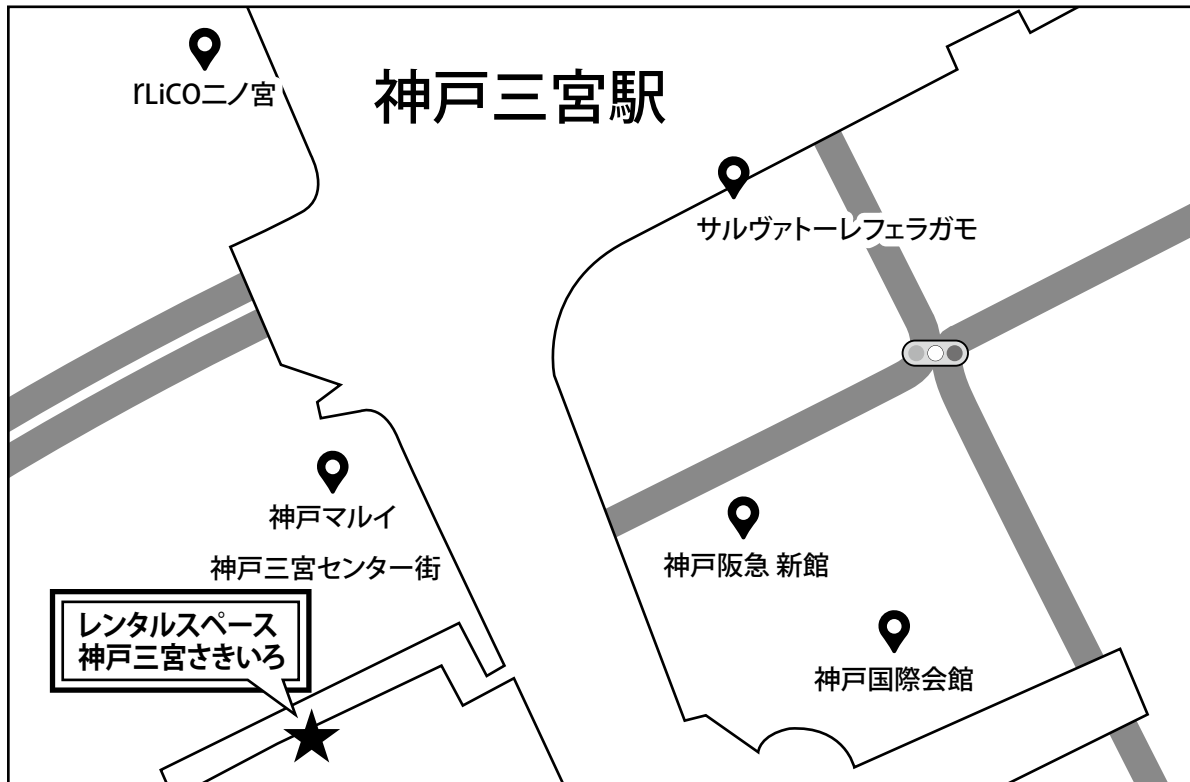 rLiCO二ノ宮
神戸三宮駅
サルヴァトーレフェラガモ
神戸マルイ
神戸三宮センター街
神戸阪急 新館
レンタルスペース
神戸三宮さきいろ
神戸国際会館